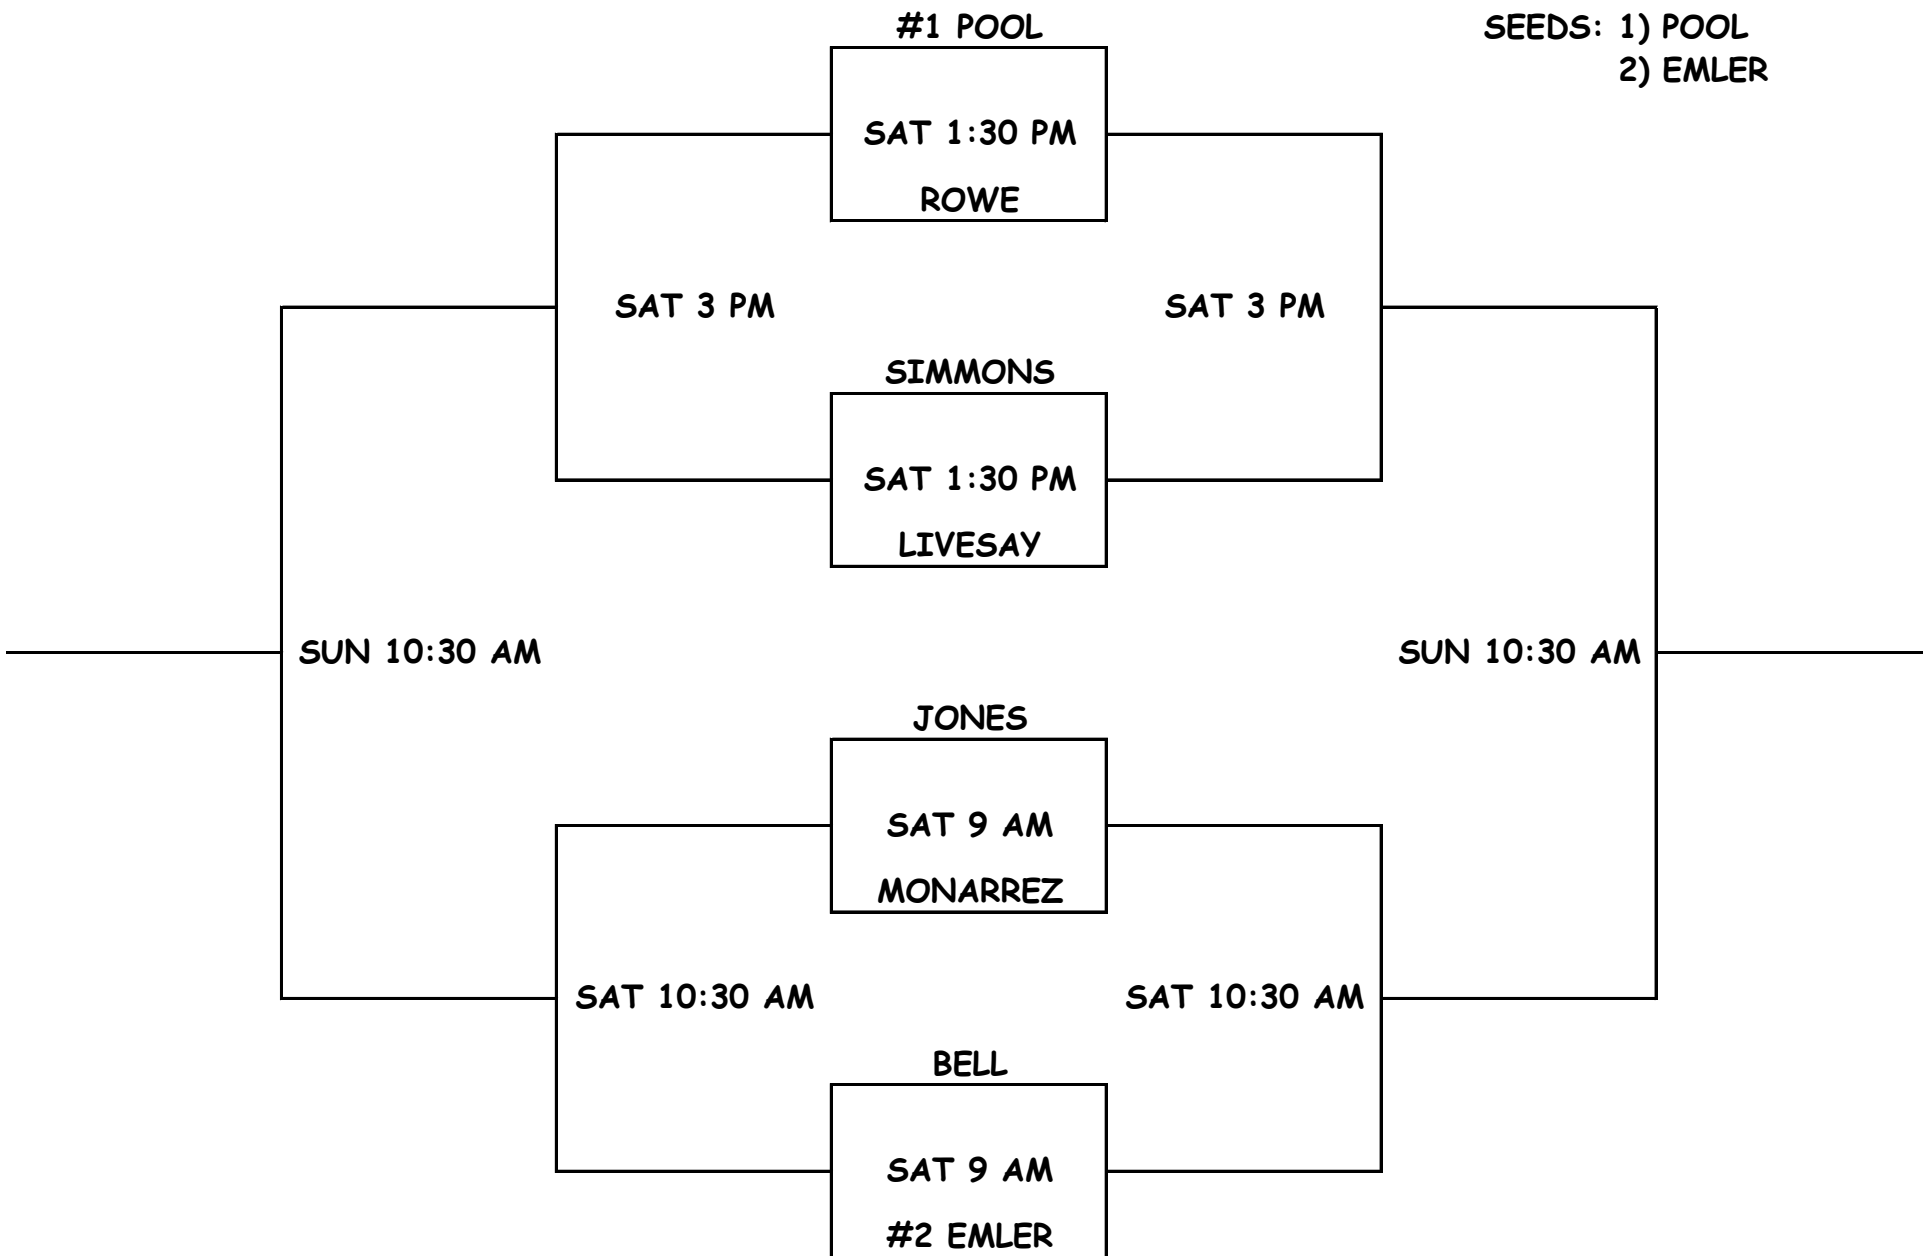 #1 POOL
SEEDS: 1) POOL
2) EMLER
SAT 1:30 PM
ROWE
SAT 3 PM
SAT 3 PM
SIMMONS
SAT 1:30 PM
LIVESAY
SUN 10:30 AM
SUN 10:30 AM
JONES
SAT 9 AM
MONARREZ
SAT 10:30 AM
SAT 10:30 AM
BELL
SAT 9 AM
#2 EMLER